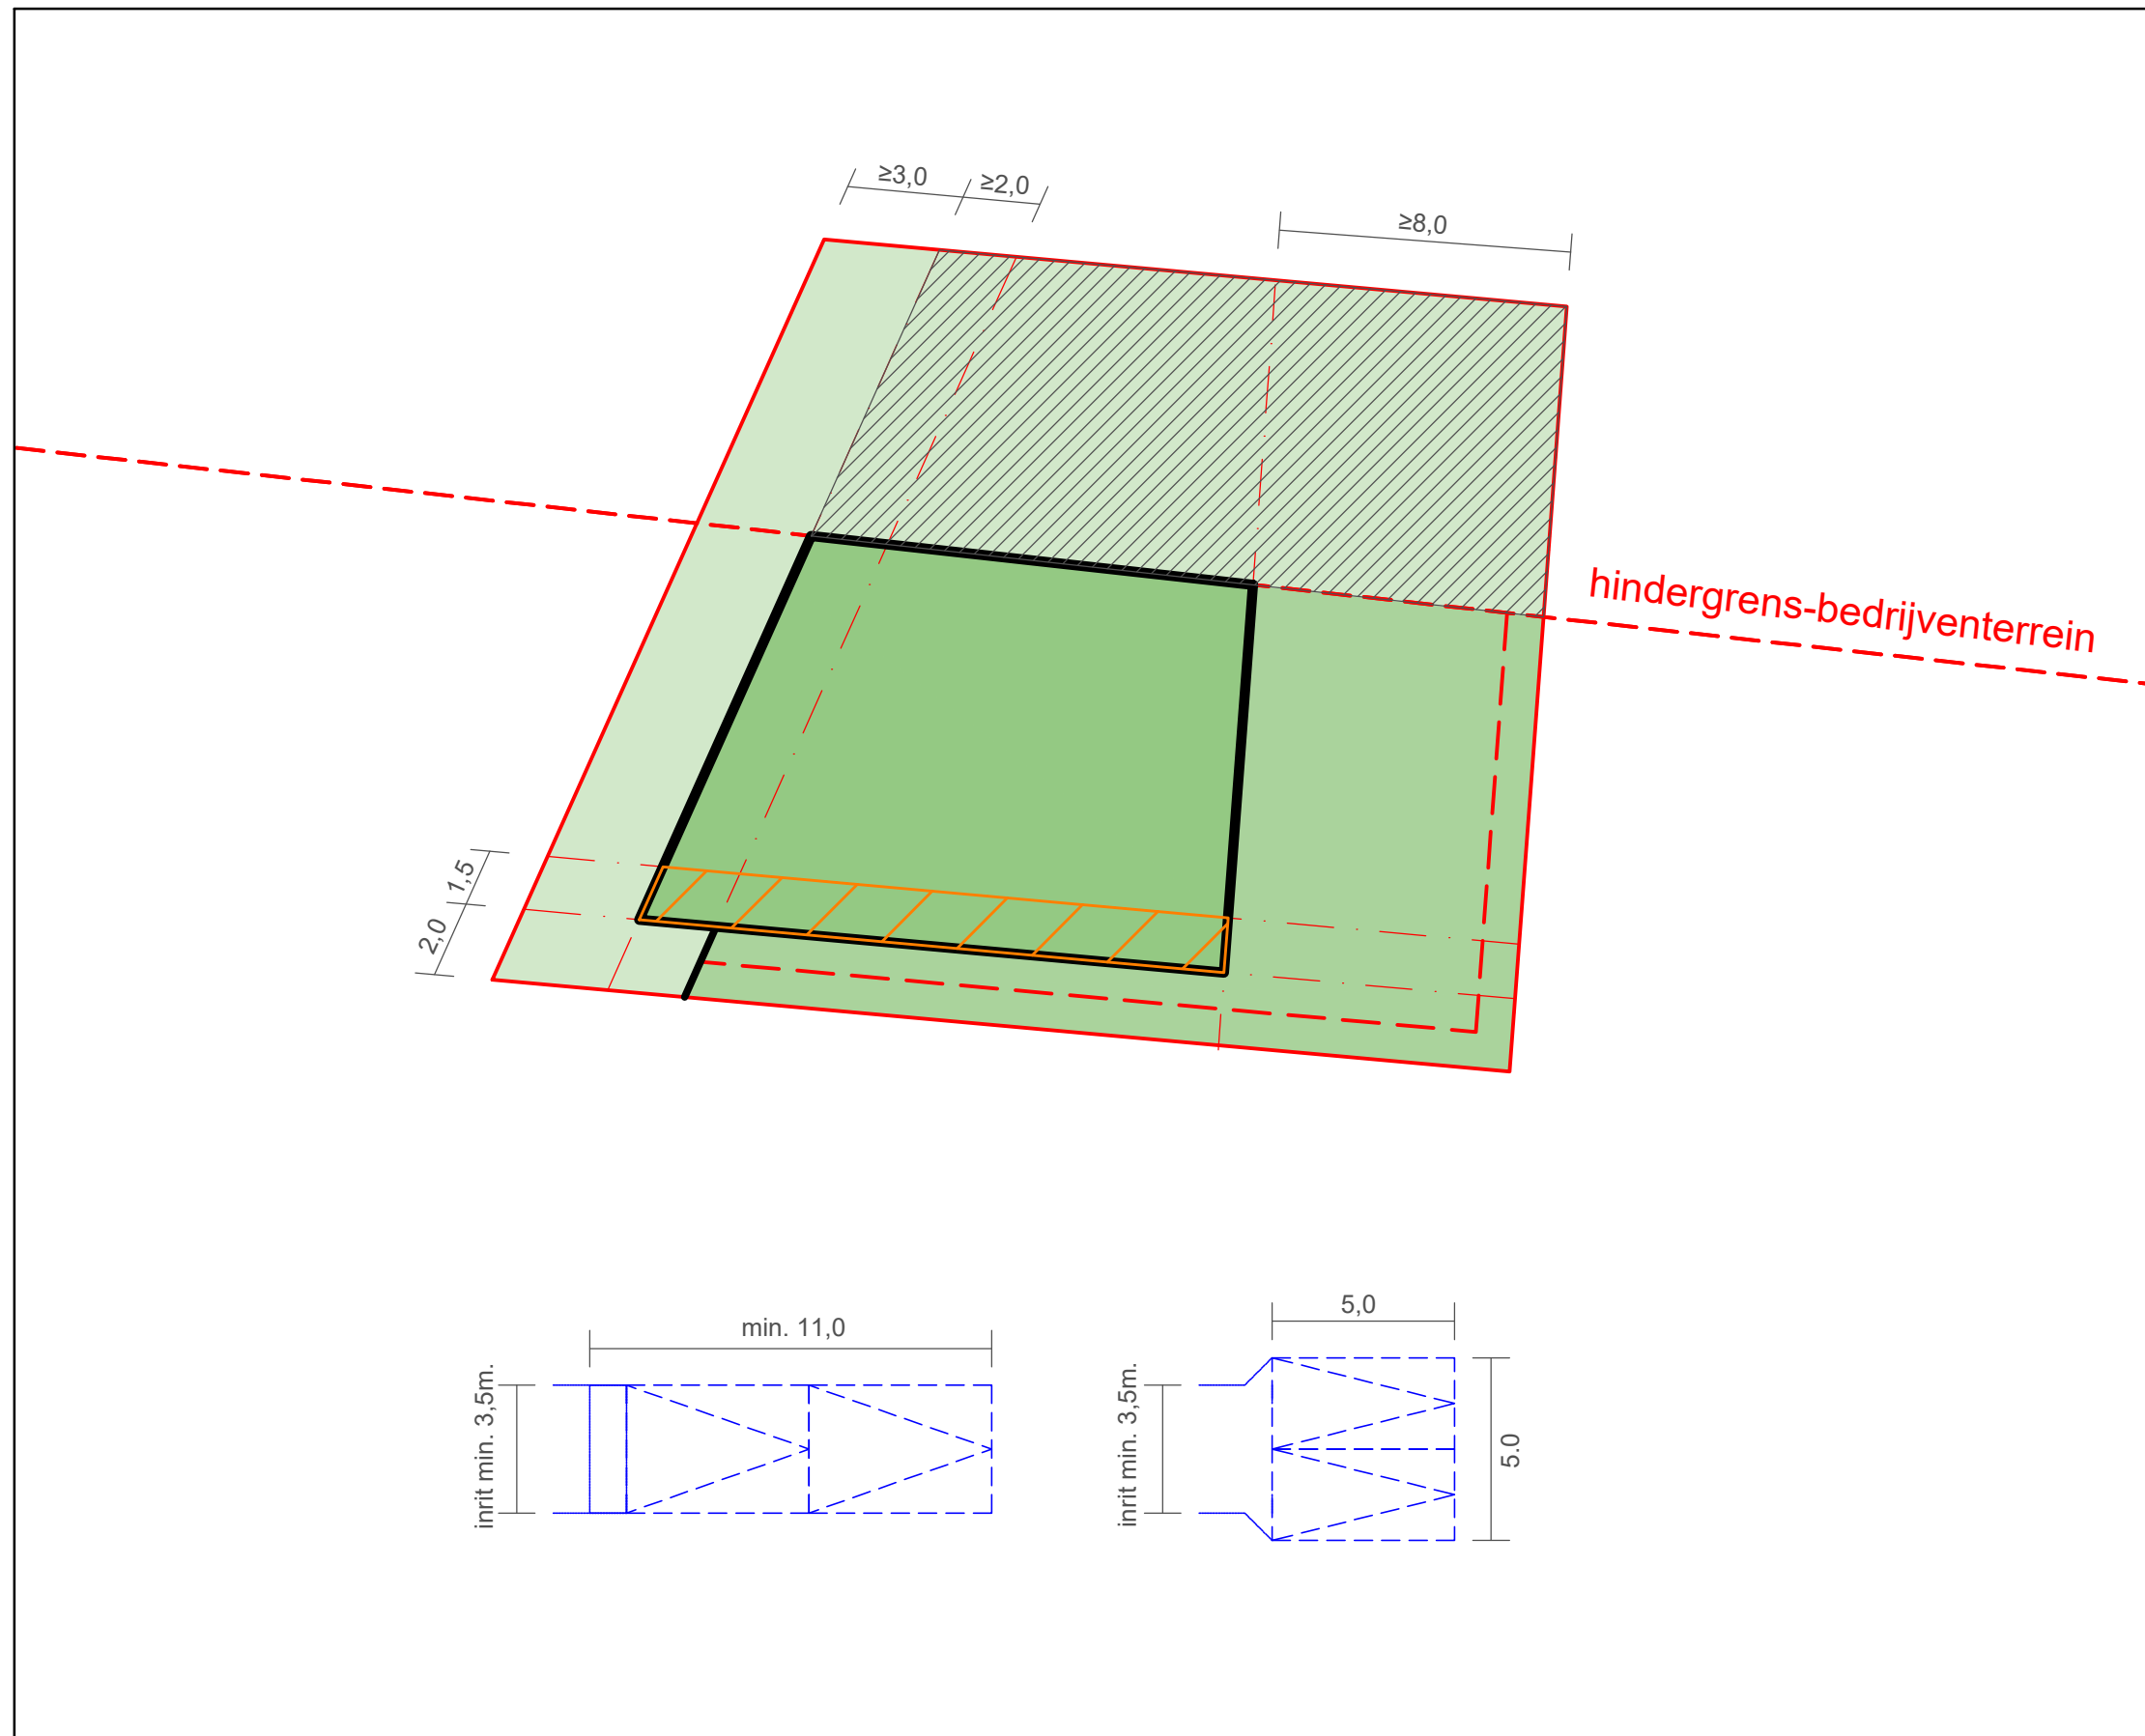 ≥3,0
≥2,0
≥8,0
hindergrens-bedrijventerrein
1,5
2,0
min. 11,0
inrit min. 3,5m.
5,0
inrit min. 3,5m.
5.0